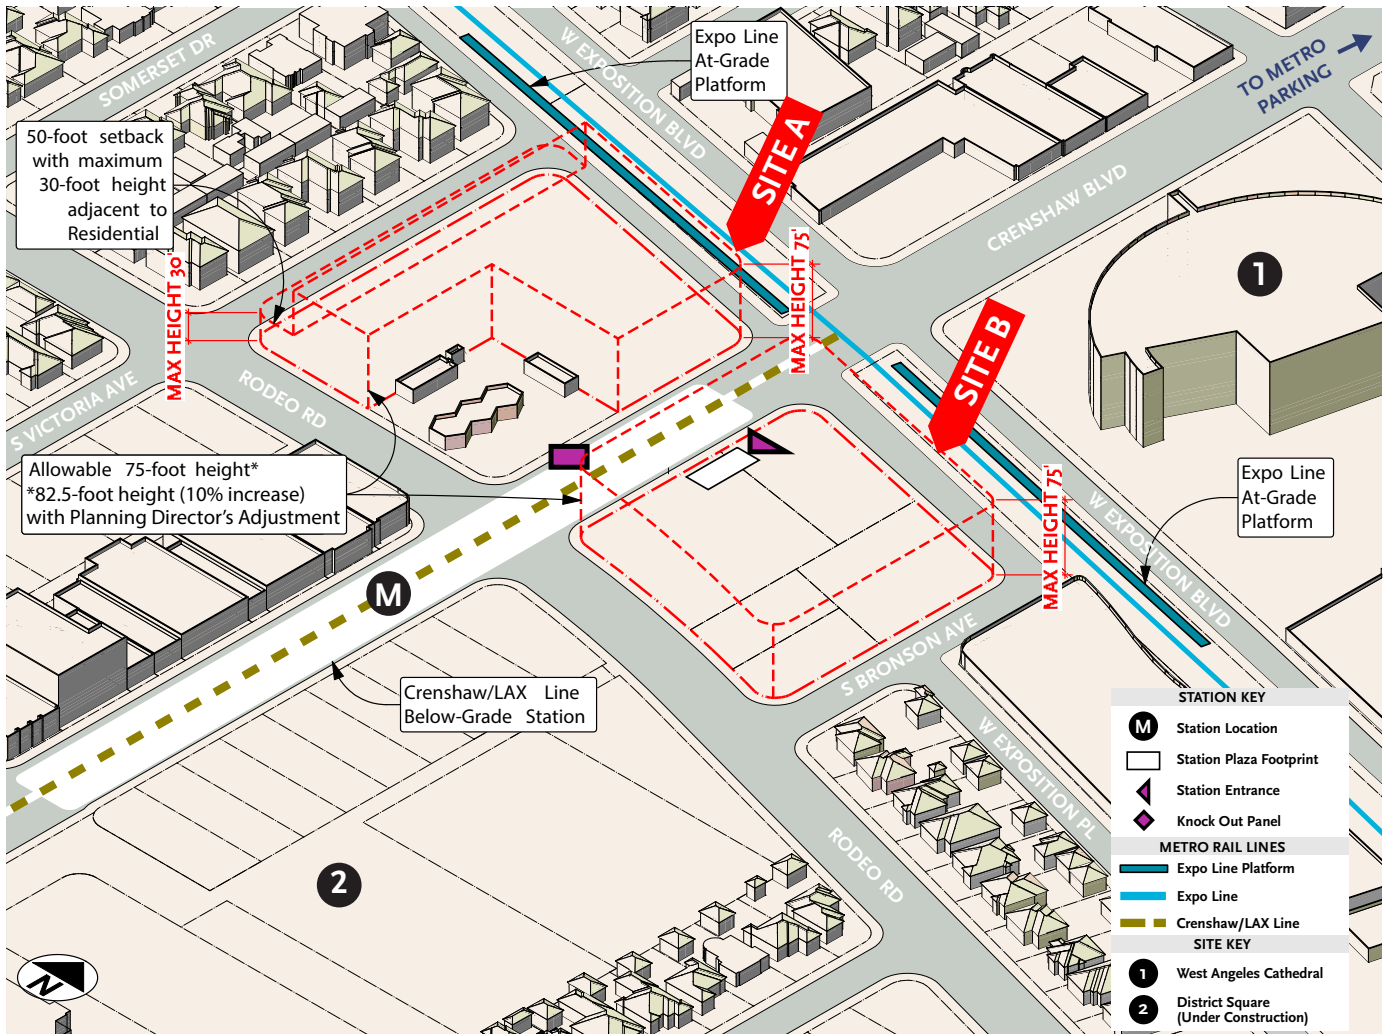 SOMERSET DR
W EXPOSITION BLVD
Expo Line
At-Grade
Platform
TO METRO
PARKING
SITE A
50-foot setback
with maximum
30-foot height
adjacent to
Residential
CRENSHAW BLVD
1
MAX HEIGHT 30'
MAX HEIGHT 75'
SITE B
S VICTORIA AVE
RODEO RD
Allowable 75-foot height*
*82.5-foot height (10% increase)
with Planning Director's Adjustment
Expo Line
At-Grade
Platform
MAX HEIGHT 75'
W EXPOSITION BLVD
M
S BRONSON AVE
Crenshaw/LAX Line
Below-Grade Station
W EXPOSITION PL
RODEO RD
2
N
STATION KEY
M Station Location
Station Plaza Footprint
Station Entrance
Knock Out Panel
METRO RAIL LINES
Expo Line Platform
Expo Line
Crenshaw/LAX Line
SITE KEY
1 West Angeles Cathedral
2 District Square
(Under Construction)